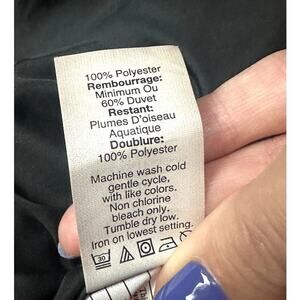 100% Polyester
Rembourrage:
Minimum Ou
60% Duvet
Restant:
Plumes D'oiseau
Aquatique
Doublure:
100% Polyester
Machine wash cold
gentle cycle,
with like colors.
Non chlorine
bleach only.
Tumble dry low.
Iron on lowest setting.
30